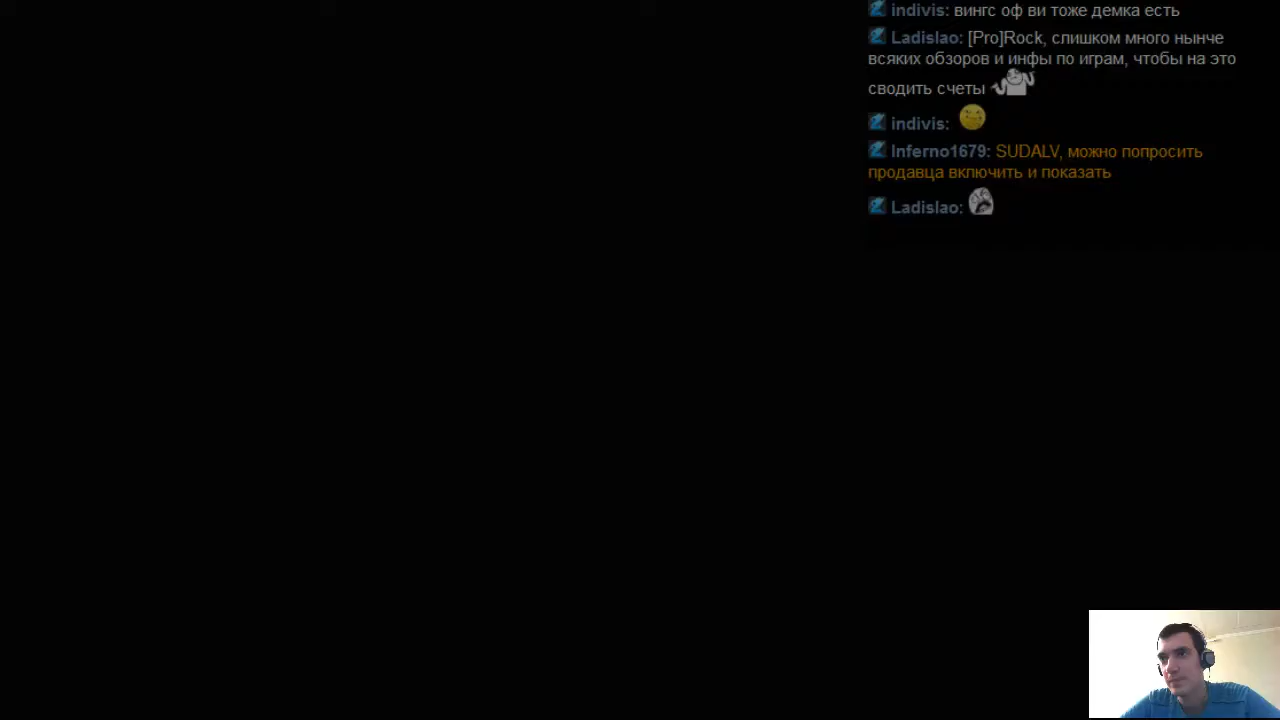 indivis: вингс оф ви тоже демка есть
Ladislao: [Pro]Rock, слишком много нынче
всяких обзоров и инфы по играм, чтобы на это
сводить счеты
indivis:
Inferno1679: SUDALV, можно попросить
продавца включить и показать
Ladislao: